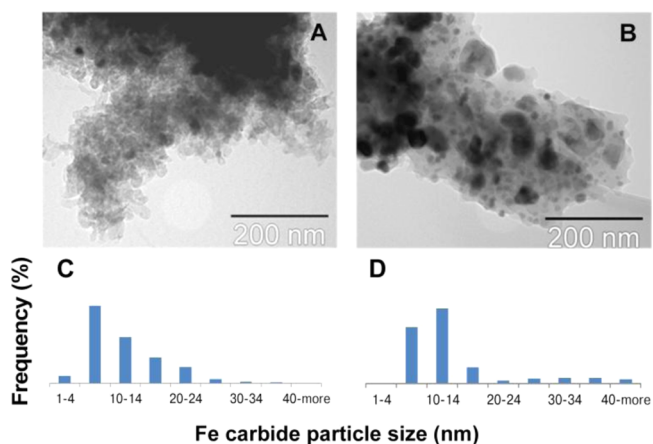 A
B
200 nm
200 nm
C
D
Frequency (%)
1-4 10-14 20-24 30-34 40-more
1-4 10-14 20-24 30-34 40-more
Fe carbide particle size (nm)